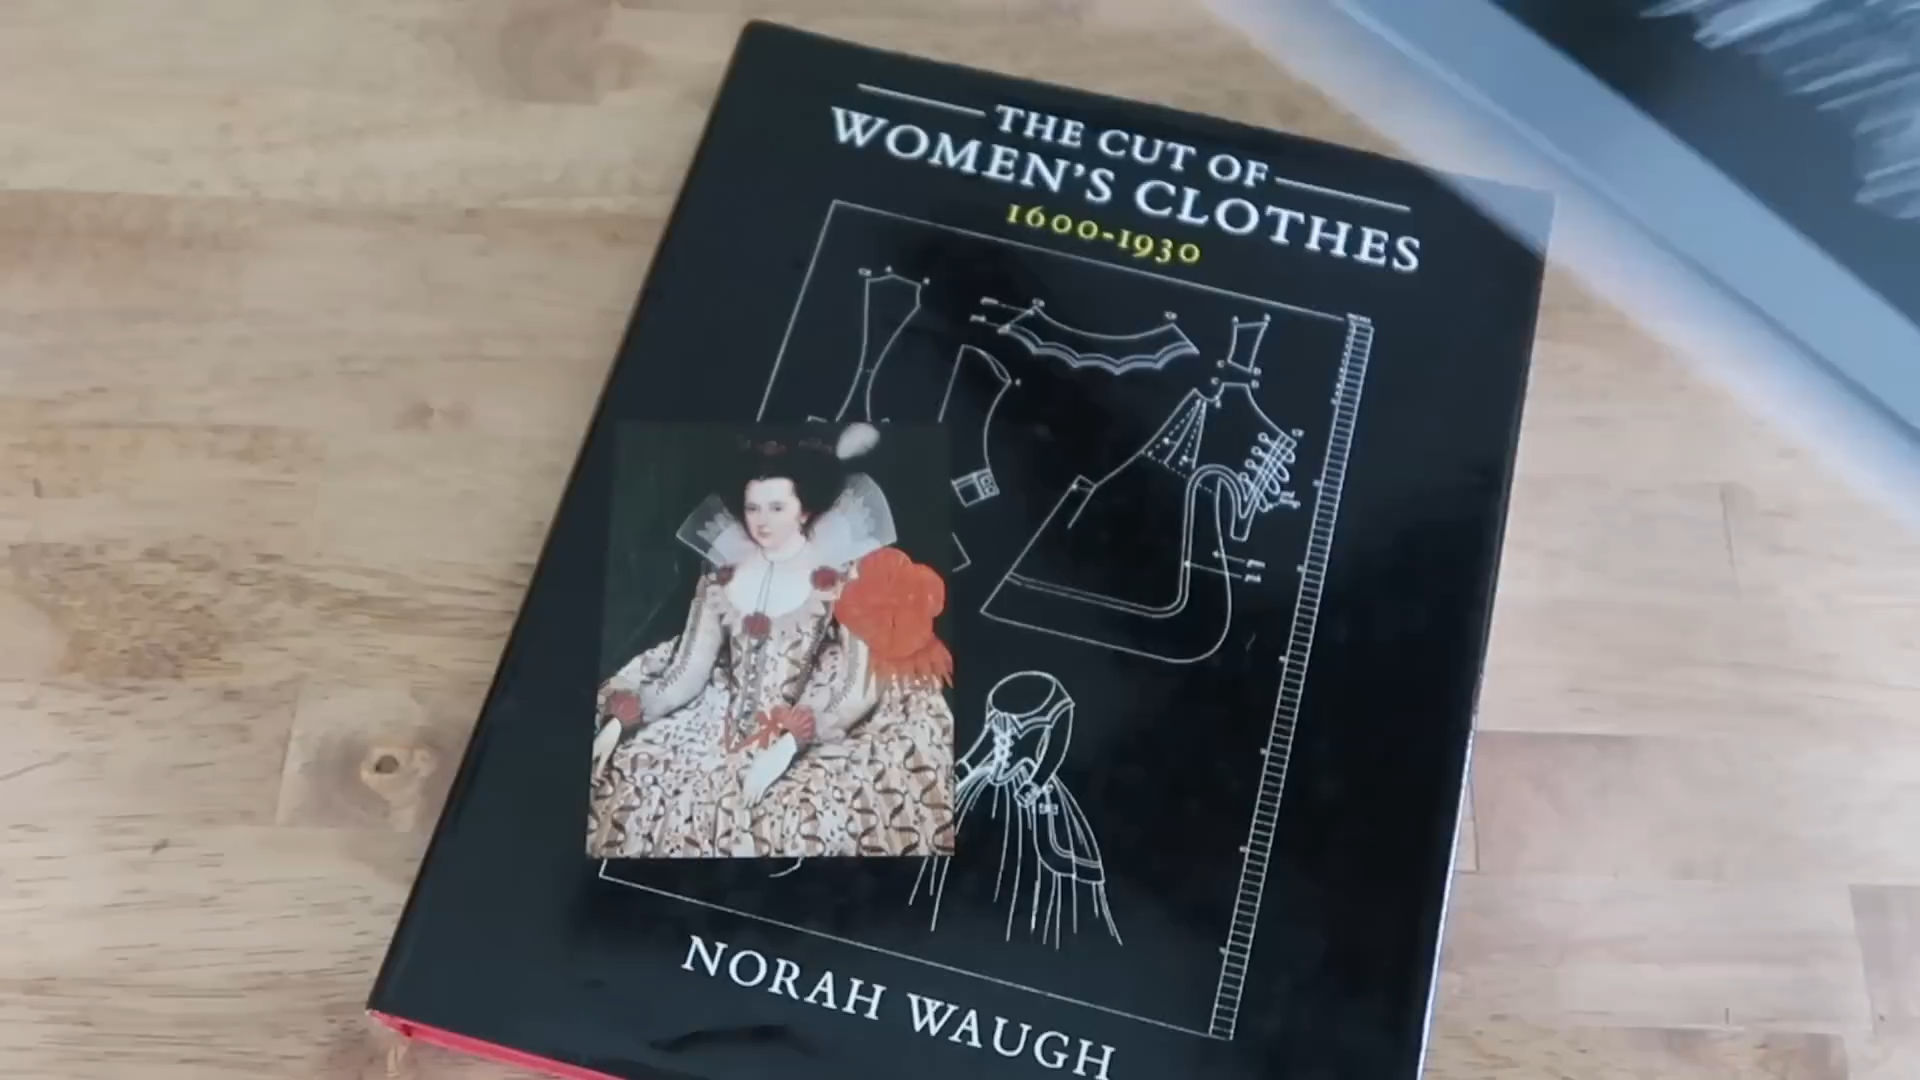 THE CUT OF
WOMEN'S CLOTHES
1600-1930
NORAH WAUGH